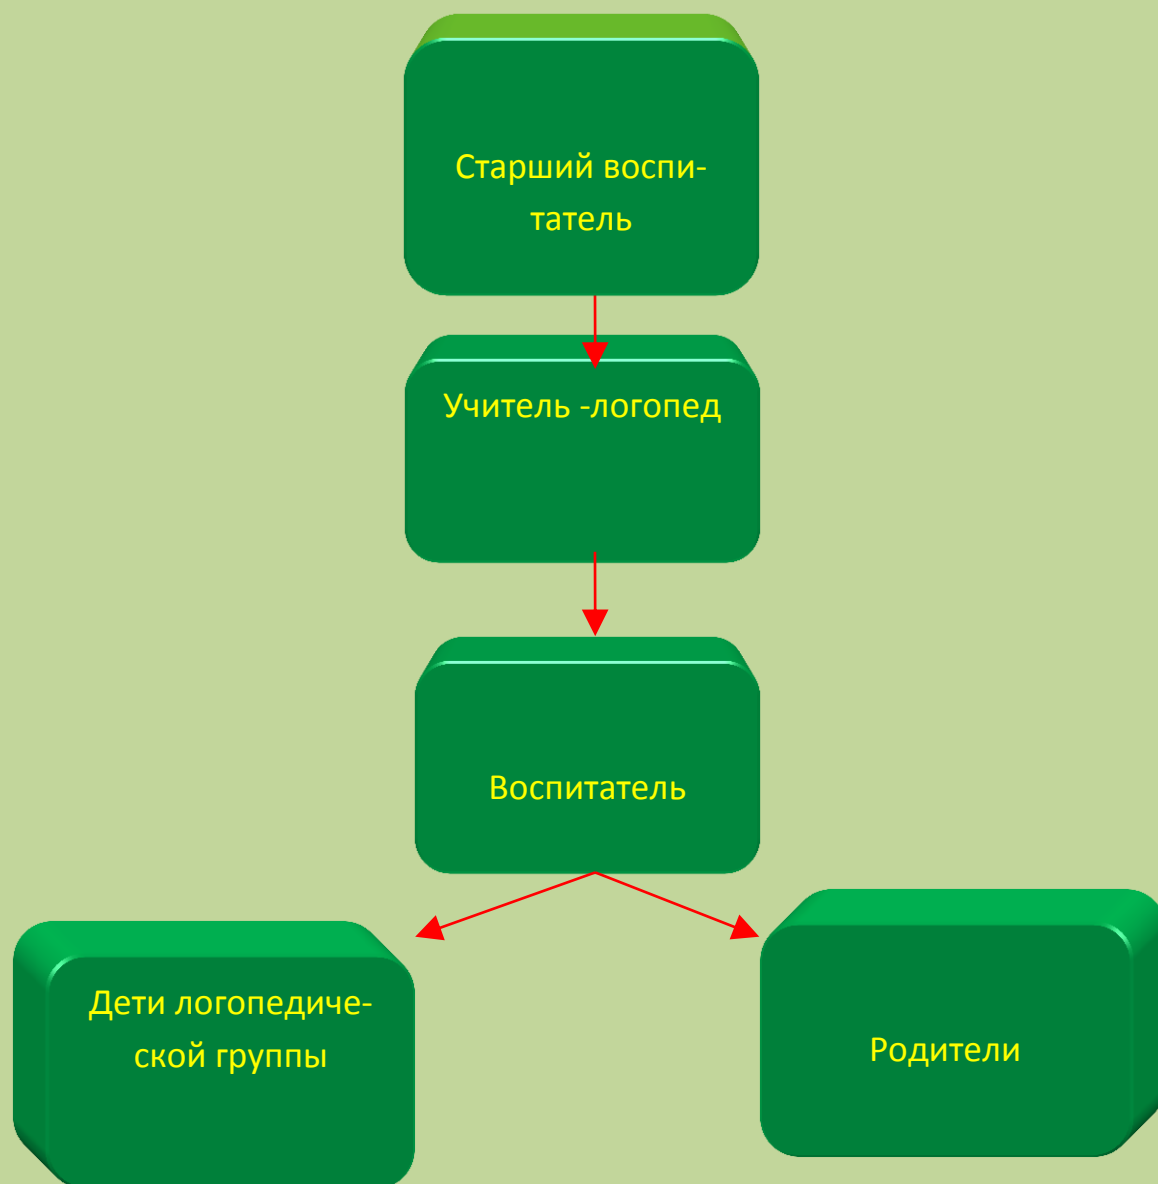 Старший воспи-
татель
Учитель -логопед
Воспитатель
Дети логопедиче-
ской группы
Родители